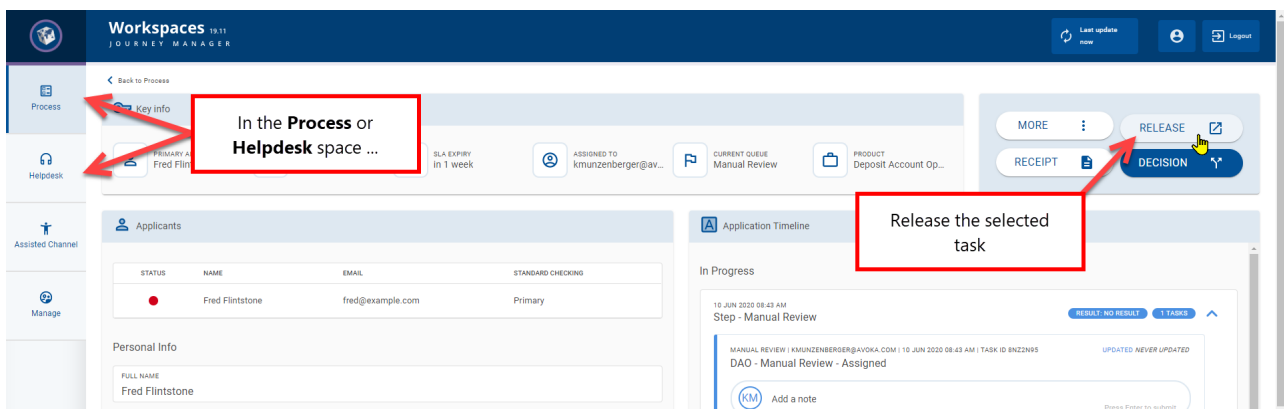 Workspaces 19.11
JOURNEY MANAGER
Last update
now
Logout
Process
Helpdesk
Assisted Channel
Manage
Back to Process
Key info
In the Process or
Helpdesk space ...
PRIMARY
Fred
SLA EXPIRY
in 1 week
ASSIGNED TO
kmunzenberger@av...
CURRENT QUEUE
Manual Review
PRODUCT
Deposit Account Op...
MORE
RELEASE
RECEIPT
DECISION
Release the selected
task
Applicants
STATUS NAME EMAIL STANDARD CHECKING
Fred Flintstone fred@example.com Primary
Personal Info
FULL NAME
Fred Flintstone
Application Timeline
In Progress
10 JUN 2020 08:43 AM
Step - Manual Review
RESULT: NO RESULT 1 TASKS
MANUAL REVIEW | KMUNZENBERGER@AVOKA.COM | 10 JUN 2020 08:43 AM | TASK ID 8NZ2N95
UPDATED NEVER UPDATED
DAO - Manual Review - Assigned
KM Add a note
Press Enter to submit